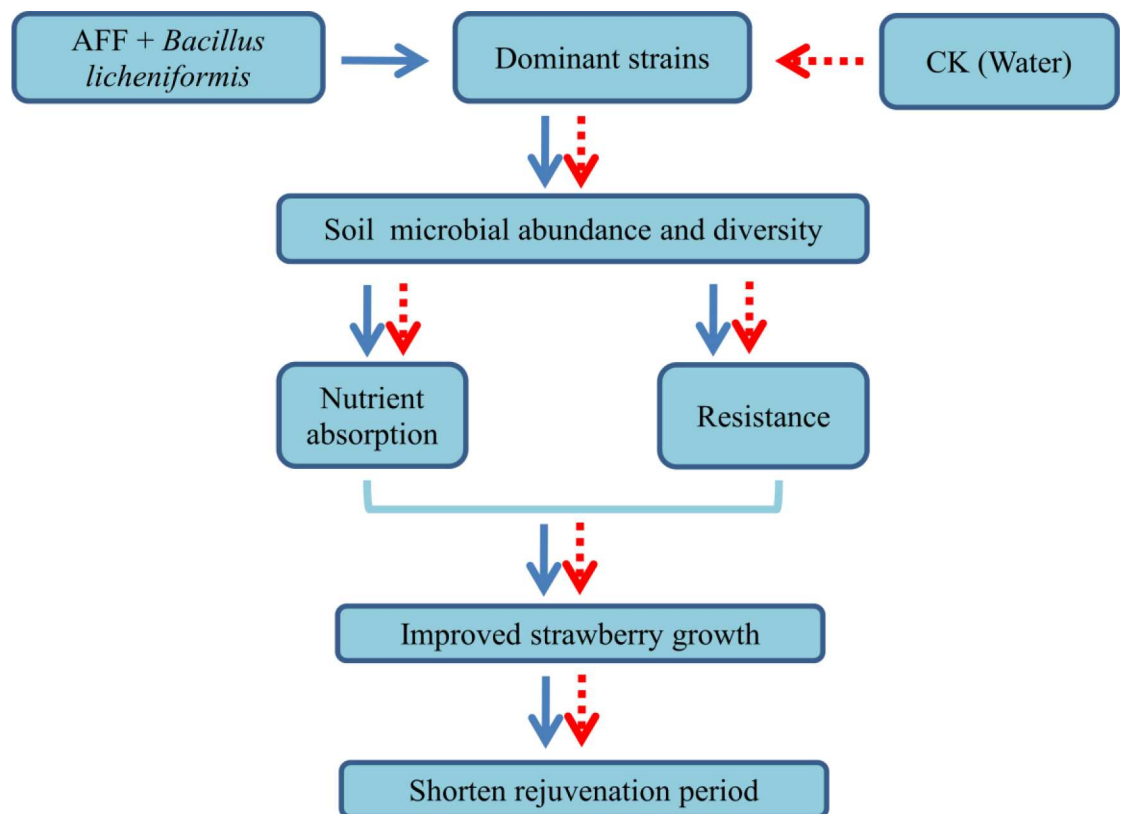 AFF + Bacillus
licheniformis
Dominant strains
CK (Water)
Soil microbial abundance and diversity
Nutrient
absorption
Resistance
Improved strawberry growth
Shorten rejuvenation period